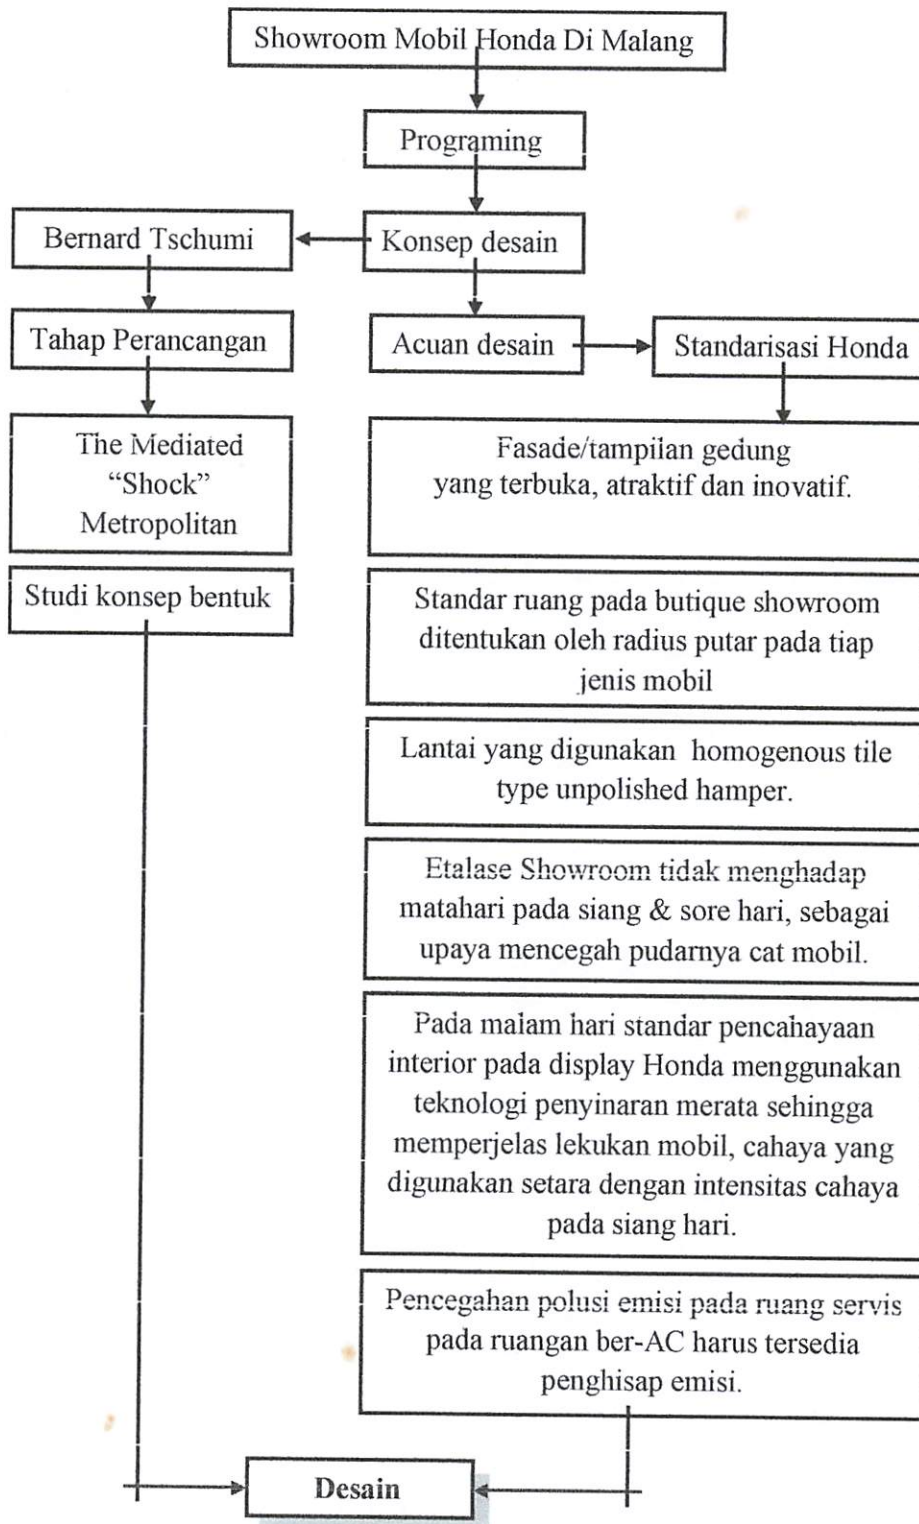 Showroom Mobil Honda Di Malang
Programing
Bernard Tschumi
Konsep desain
Tahap Perancangan
Acuan desain
Standarisasi Honda
The Mediated
“Shock”
Metropolitan
Studi konsep bentuk
Fasade/tampilan gedung
yang terbuka, atraktif dan inovatif.
Standar ruang pada butique showroom
ditentukan oleh radius putar pada tiap
jenis mobil
Lantai yang digunakan homogenous tile
type unpolished hamper.
Etalase Showroom tidak menghadap
matahari pada siang & sore hari, sebagai
upaya mencegah pudarnya cat mobil.
Pada malam hari standar pencahayaan
interior pada display Honda menggunakan
teknologi penyinaran merata sehingga
memperjelas lekukan mobil, cahaya yang
digunakan setara dengan intensitas cahaya
pada siang hari.
Pencegahan polusi emisi pada ruang servis
pada ruangan ber-AC harus tersedia
penghisap emisi.
Desain